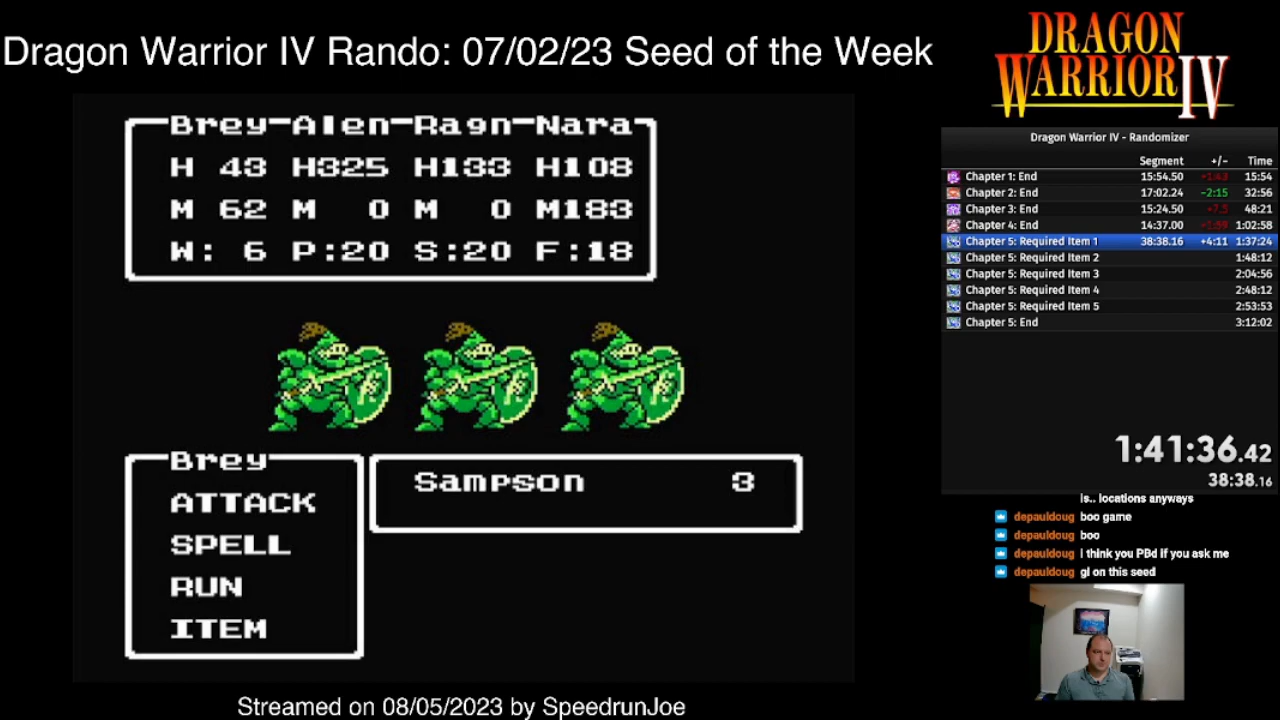 Dragon Warrior IV Rando: 07/02/23 Seed of the Week
DRAGON
WARRIOR IV
Brey Alen Ragn Nara
H 43 H325 H133 H108
M 62 M 0 M 0 M183
W: 6 P:20 S:20 F:18
Brey
ATTACK
SPELL
RUN
ITEM
Sampson 3
Dragon Warrior IV - Randomizer
Segment +/- Time
Chapter 1: End 15:54.50 +1:43 15:54
Chapter 2: End 17:02.24 −2:15 32:56
Chapter 3: End 15:24.50 +7.5 48:21
Chapter 4: End 14:37.00 +1:59 1:02:58
Chapter 5: Required Item 1 38:38.16 +4:11 1:37:24
Chapter 5: Required Item 2 1:48:12
Chapter 5: Required Item 3 2:04:56
Chapter 5: Required Item 4 2:48:12
Chapter 5: Required Item 5 2:53:53
Chapter 5: End 3:12:02
1:41:36.42
38:38.16
is.. locations anyways
depauldoug boo game
depauldoug boo
depauldoug i think you PBd if you ask me
depauldoug gl on this seed
Streamed on 08/05/2023 by SpeedrunJoe